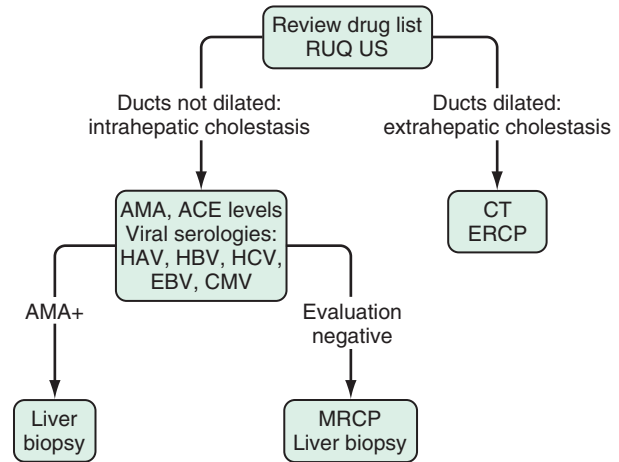 Review drug list
RUQ US
Ducts not dilated:
intrahepatic cholestasis
Ducts dilated:
extrahepatic cholestasis
AMA, ACE levels
Viral serologies:
HAV, HBV, HCV,
EBV, CMV
CT
ERCP
AMA+
Evaluation
negative
Liver
biopsy
MRCP
Liver biopsy